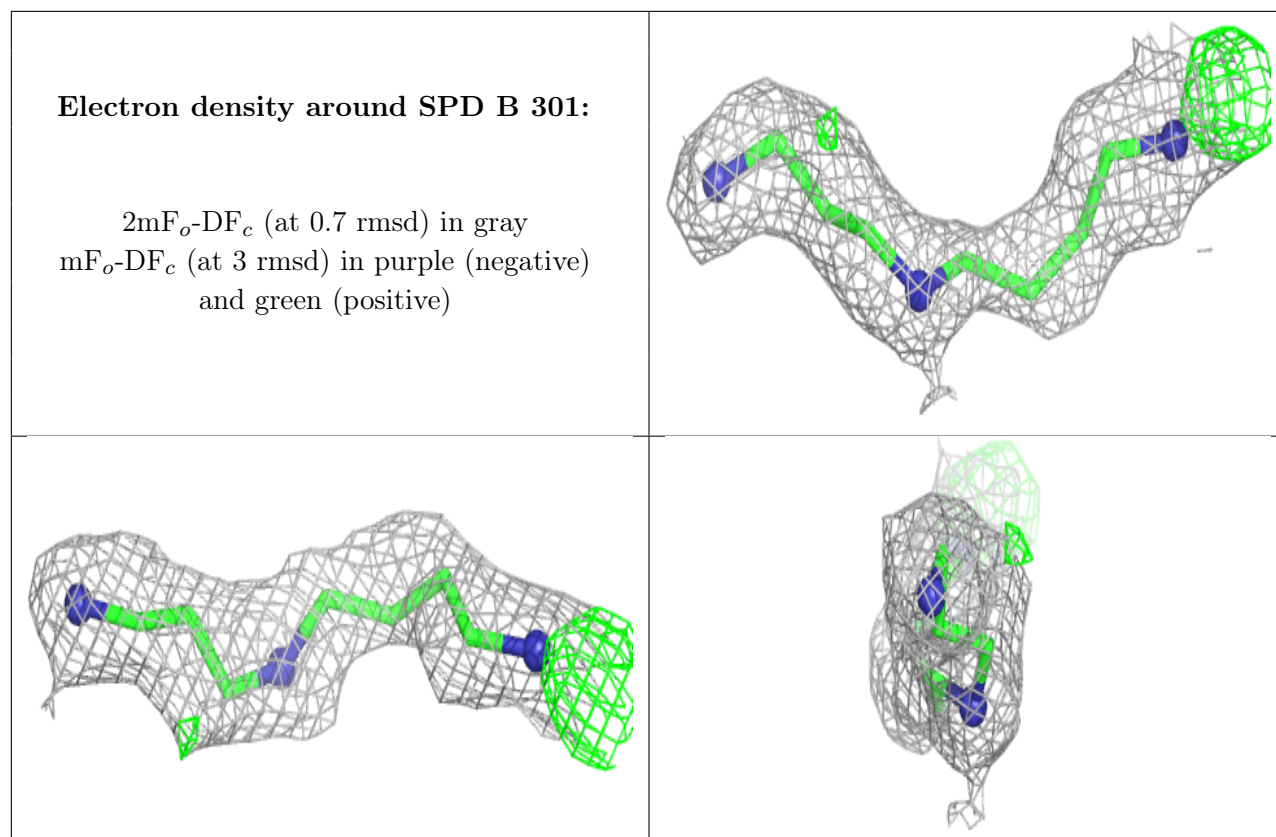 Electron density around SPD B 301:
2mFo-DFc (at 0.7 rmsd) in gray
mFo-DFc (at 3 rmsd) in purple (negative)
and green (positive)